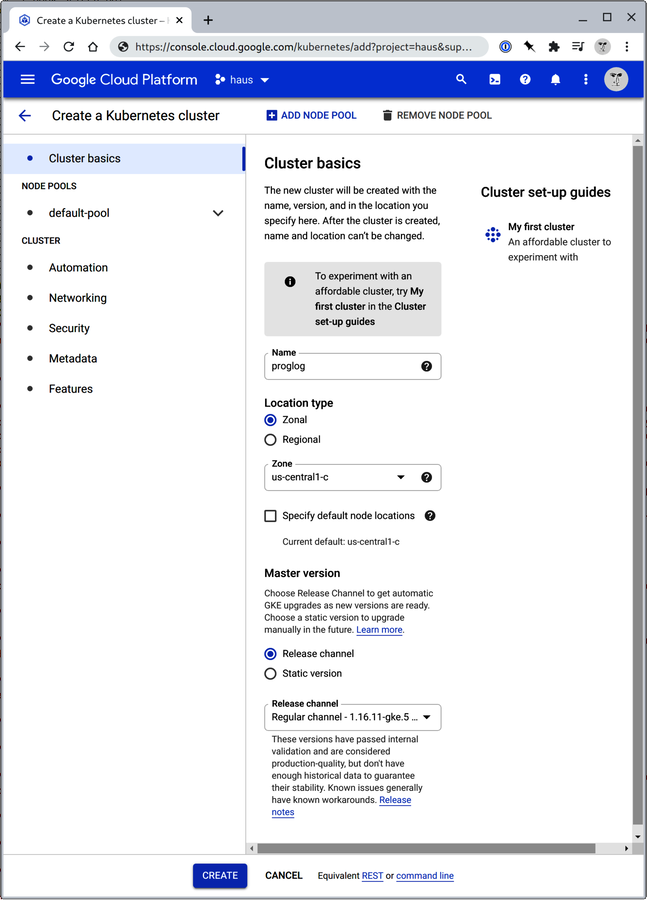 Create a Kubernetes cluster –
https://console.cloud.google.com/kubernetes/add?project=haus&sup…
Google Cloud Platform
haus
Create a Kubernetes cluster
ADD NODE POOL
REMOVE NODE POOL
Cluster basics
NODE POOLS
default-pool
CLUSTER
Automation
Networking
Security
Metadata
Features
Cluster basics
The new cluster will be created with the
name, version, and in the location you
specify here. After the cluster is created,
name and location can't be changed.
To experiment with an
affordable cluster, try My
first cluster in the Cluster
set-up guides
Name
proglog
Location type
Zonal
Regional
Zone
us-central1-c
Specify default node locations
Current default: us-central1-c
Master version
Choose Release Channel to get automatic
GKE upgrades as new versions are ready.
Choose a static version to upgrade
manually in the future. Learn more.
Release channel
Static version
Release channel
Regular channel - 1.16.11-gke.5 ...
These versions have passed internal
validation and are considered
production-quality, but don't have
enough historical data to guarantee
their stability. Known issues generally
have known workarounds. Release
notes
Cluster set-up guides
My first cluster
An affordable cluster to
experiment with
CREATE
CANCEL
Equivalent REST or command line